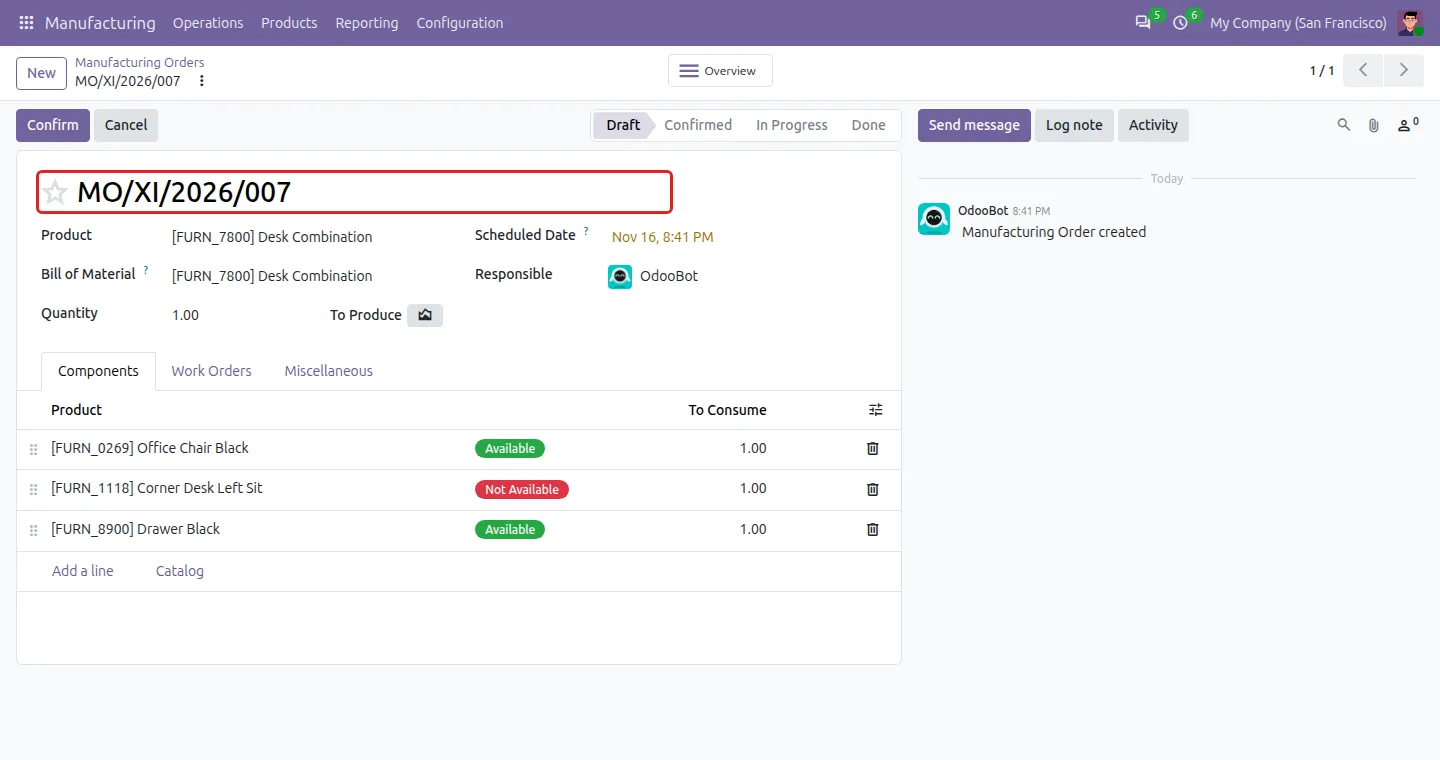 Manufacturing Operations Products Reporting Configuration 5 6 My Company (San Francisco)
New Manufacturing Orders
MO/XI/2026/007
Overview
1 / 1
Confirm Cancel Draft Confirmed In Progress Done Send message Log note Activity 0
MO/XI/2026/007
Product [FURN_7800] Desk Combination
Scheduled Date ? Nov 16, 8:41 PM
Bill of Material ? [FURN_7800] Desk Combination
Responsible OdooBot
Quantity 1.00 To Produce
Components Work Orders Miscellaneous
Product To Consume
[FURN_0269] Office Chair Black Available 1.00
[FURN_1118] Corner Desk Left Sit Not Available 1.00
[FURN_8900] Drawer Black Available 1.00
Add a line Catalog
Today
OdooBot 8:41 PM
Manufacturing Order created